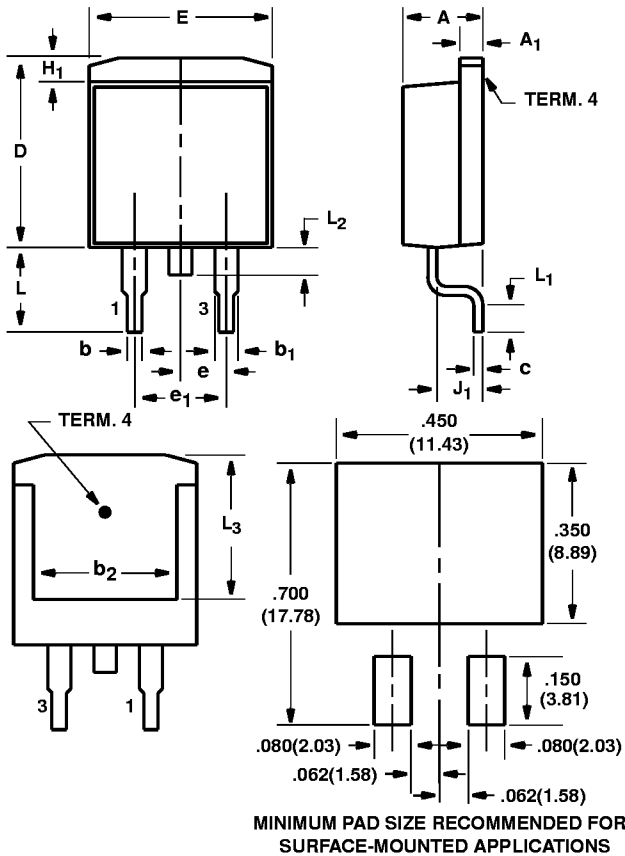 E
A
A1
H1
TERM. 4
D
L2
L
L1
1
3
b
b1
e
c
e1
J1
TERM. 4
.450
(11.43)
L3
.350
(8.89)
b2
.700
(17.78)
.150
(3.81)
3
1
.080(2.03)
.080(2.03)
.062(1.58)
.062(1.58)
MINIMUM PAD SIZE RECOMMENDED FOR
SURFACE-MOUNTED APPLICATIONS